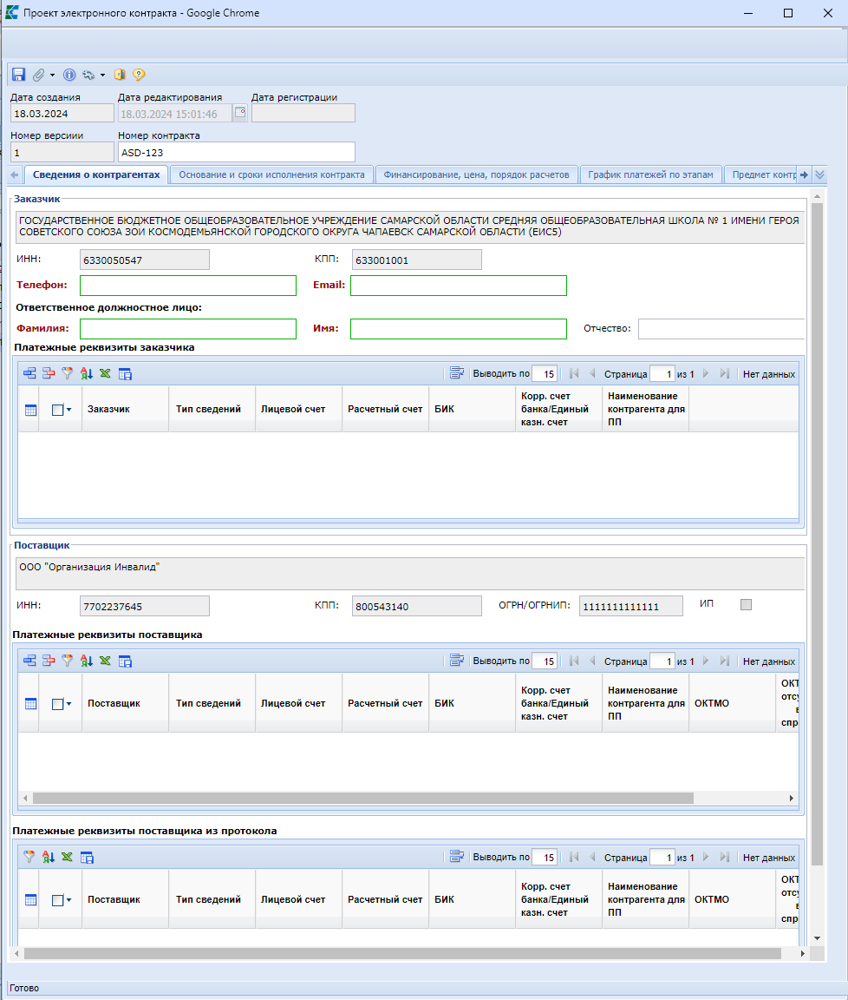 Проект электронного контракта - Google Chrome
Дата создания Дата редактирования Дата регистрации
18.03.2024 18.03.2024 15:01:46
Номер версиии Номер контракта
1 ASD-123
Сведения о контрагентах Основание и сроки исполнения контракта Финансирование, цена, порядок расчетов График платежей по этапам Предмет контр
Заказчик
ГОСУДАРСТВЕННОЕ БЮДЖЕТНОЕ ОБЩЕОБРАЗОВАТЕЛЬНОЕ УЧРЕЖДЕНИЕ САМАРСКОЙ ОБЛАСТИ СРЕДНЯЯ ОБЩЕОБРАЗОВАТЕЛЬНАЯ ШКОЛА № 1 ИМЕНИ ГЕРОЯ
СОВЕТСКОГО СОЮЗА ЗОИ КОСМОДЕМЬЯНСКОЙ ГОРОДСКОГО ОКРУГА ЧАПАЕВСК САМАРСКОЙ ОБЛАСТИ (ЕИС5)
ИНН: 6330050547 КПП: 633001001
Телефон: Email:
Ответственное должностное лицо:
Фамилия: Имя: Отчество:
Платежные реквизиты заказчика
Выводить по 15 Страница 1 из 1 Нет данных
Заказчик Тип сведений Лицевой счет Расчетный счет БИК Корр. счет банка/Единый казн. счет Наименование контрагента для ПП
Поставщик
ООО "Организация Инвалид"
ИНН: 7702237645 КПП: 800543140 ОГРН/ОГРНИП: 1111111111111 ИП
Платежные реквизиты поставщика
Выводить по 15 Страница 1 из 1 Нет данных
Поставщик Тип сведений Лицевой счет Расчетный счет БИК Корр. счет банка/Единый казн. счет Наименование контрагента для ПП ОКТМО ОКТ отсу в спр
Платежные реквизиты поставщика из протокола
Выводить по 15 Страница 1 из 1 Нет данных
Поставщик Тип сведений Лицевой счет Расчетный счет БИК Корр. счет банка/Единый казн. счет Наименование контрагента для ПП ОКТМО ОКТ отсу в спр
Готово